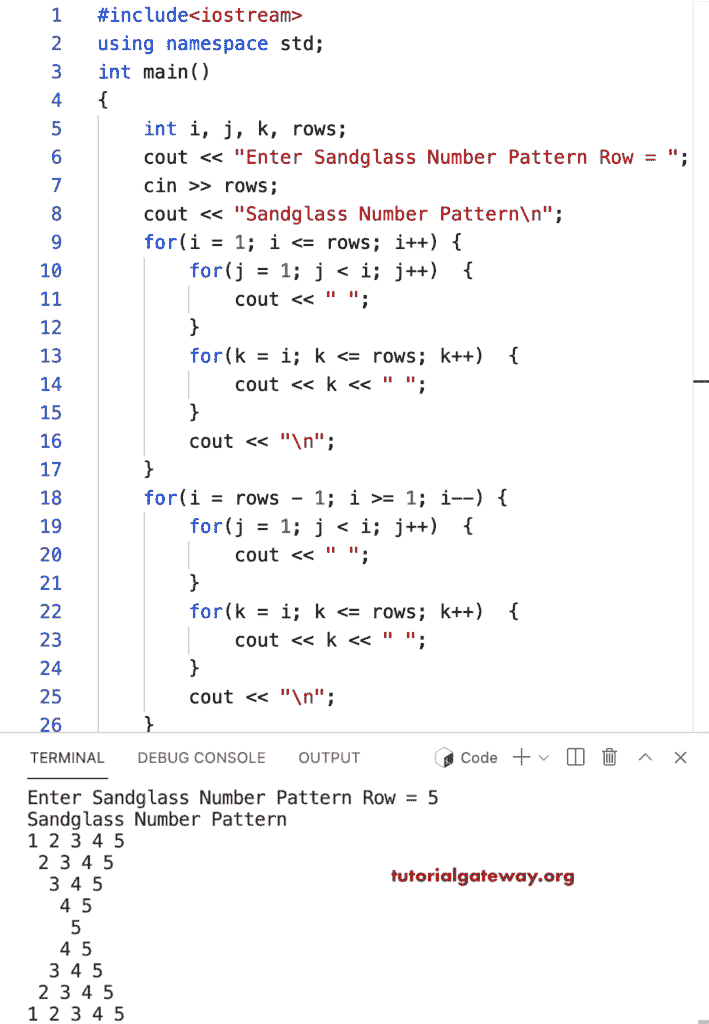 1 #include<iostream>
2 using namespace std;
3 int main()
4 {
5     int i, j, k, rows;
6     cout << "Enter Sandglass Number Pattern Row = ";
7     cin >> rows;
8     cout << "Sandglass Number Pattern\n";
9     for(i = 1; i <= rows; i++) {
10         for(j = 1; j < i; j++)  {
11             cout << " ";
12         }
13         for(k = i; k <= rows; k++)  {
14             cout << k << " ";
15         }
16         cout << "\n";
17     }
18     for(i = rows - 1; i >= 1; i--) {
19         for(j = 1; j < i; j++)  {
20             cout << " ";
21         }
22         for(k = i; k <= rows; k++)  {
23             cout << k << " ";
24         }
25         cout << "\n";
26     }
TERMINAL DEBUG CONSOLE OUTPUT Code
Enter Sandglass Number Pattern Row = 5
Sandglass Number Pattern
1 2 3 4 5
 2 3 4 5
  3 4 5 tutorialgateway.org
   4 5
    5
   4 5
  3 4 5
 2 3 4 5
1 2 3 4 5